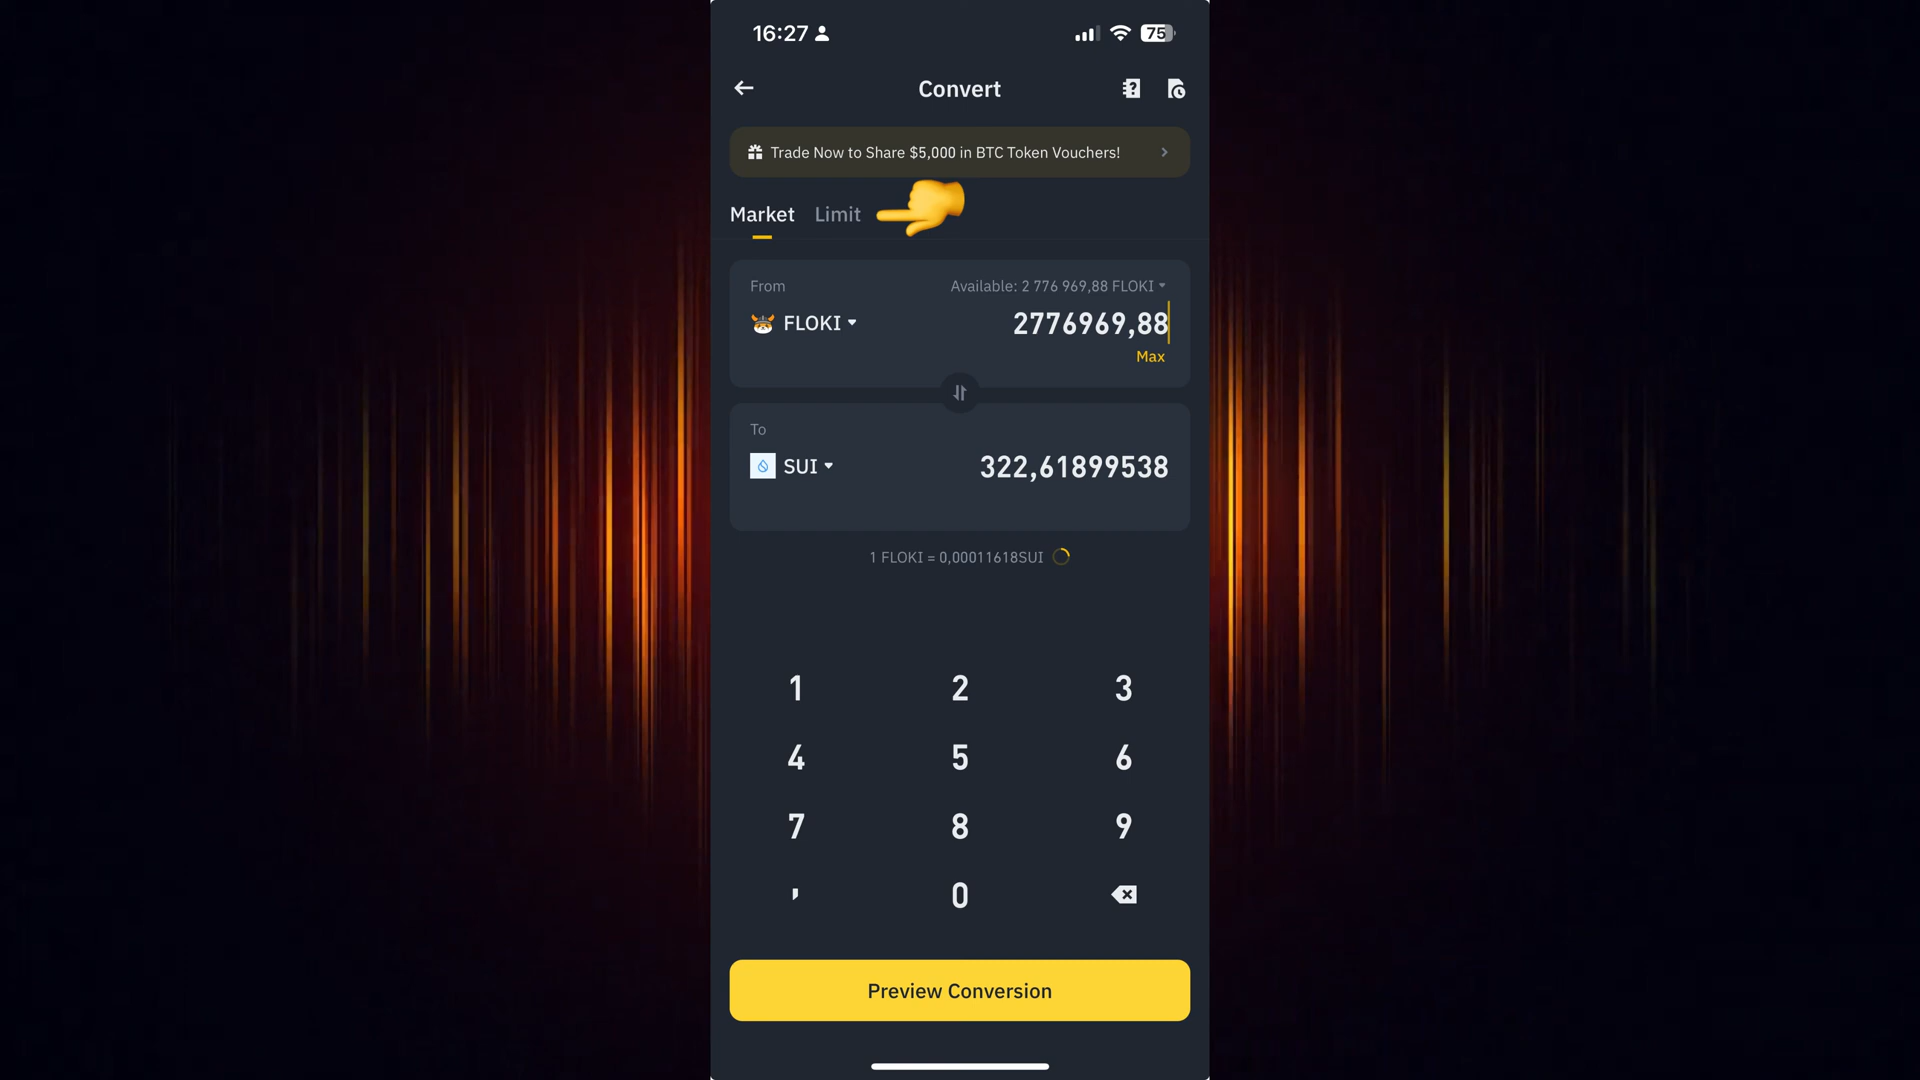 16:27
75
Convert
Trade Now to Share $5,000 in BTC Token Vouchers!
Market Limit
From Available: 2 776 969,88 FLOKI
FLOKI 2776969,88
Max
To
SUI 322,61899538
1 FLOKI = 0,00011618SUI
1 2 3
4 5 6
7 8 9
, 0
Preview Conversion